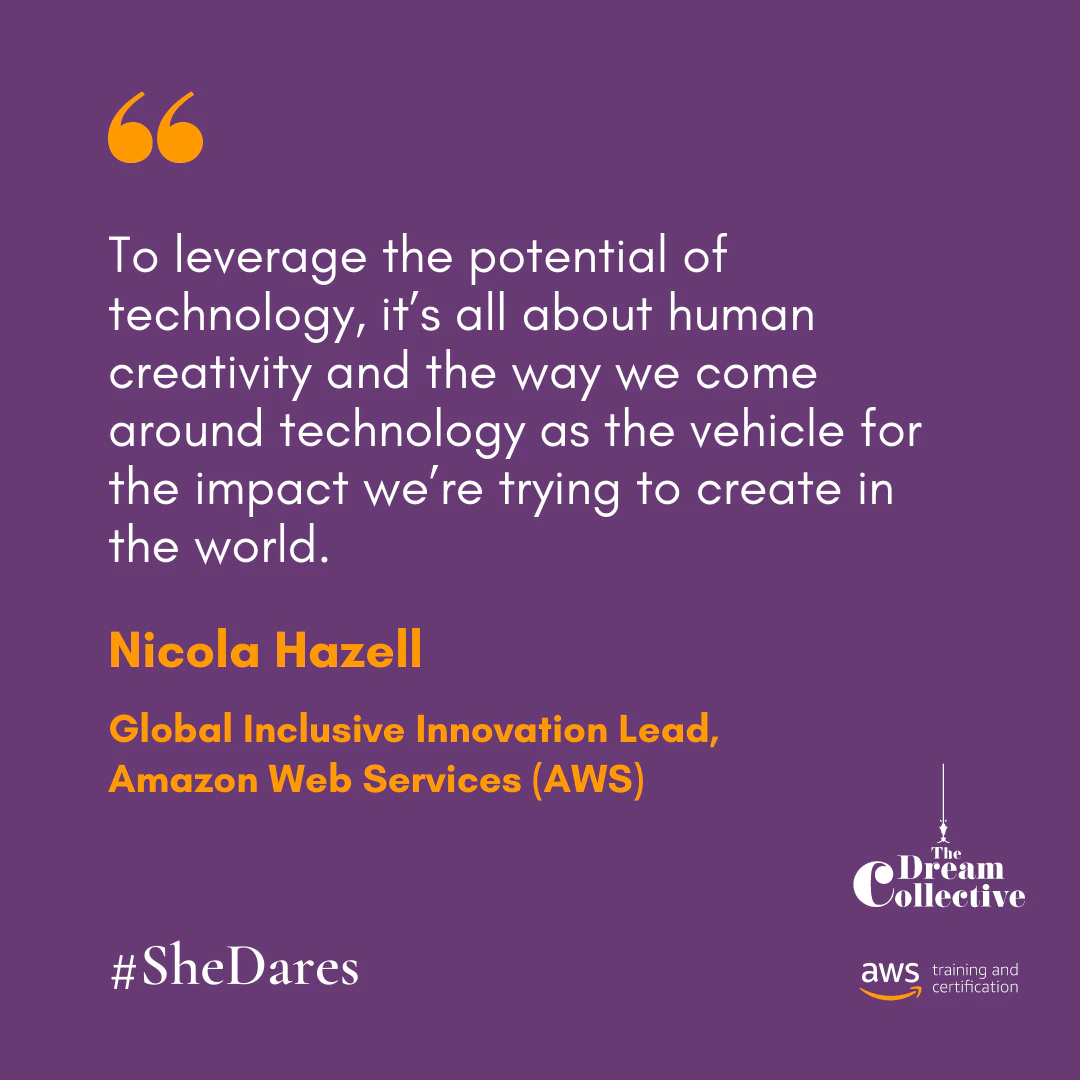 “
To leverage the potential of
technology, it’s all about human
creativity and the way we come
around technology as the vehicle for
the impact we’re trying to create in
the world.
Nicola Hazell
Global Inclusive Innovation Lead,
Amazon Web Services (AWS)
The
Dream
Collective
#SheDares
aws training and
certification